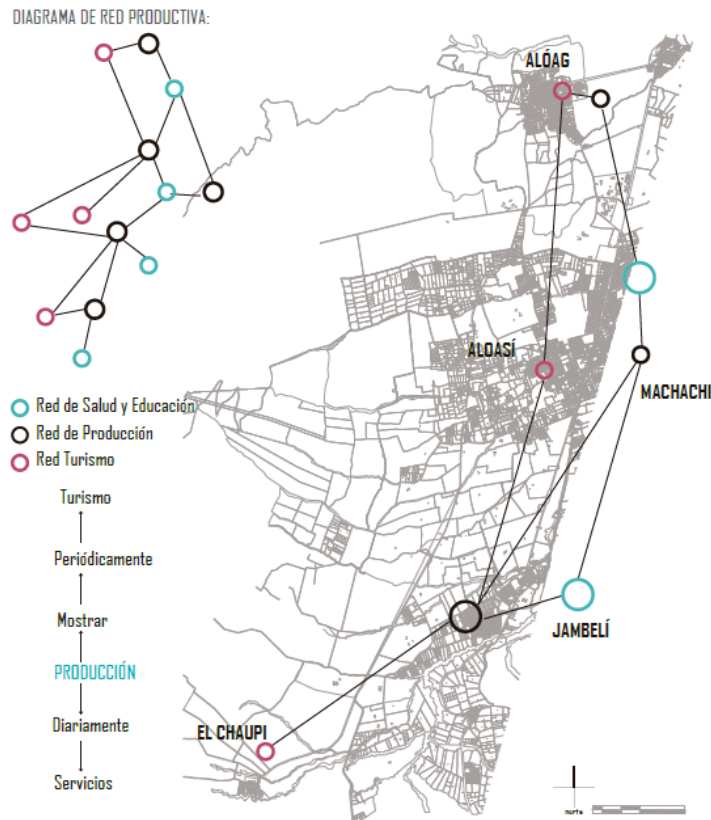 DIAGRAMA DE RED PRODUCTIVA:
ALÓAG
ALOASÍ
MACHACHI
Red de Salud y Educación
Red de Producción
Red Turismo
Turismo
Periódicamente
Mostrar
PRODUCCIÓN
Diariamente
Servicios
JAMBELÍ
EL CHAUPI
norte